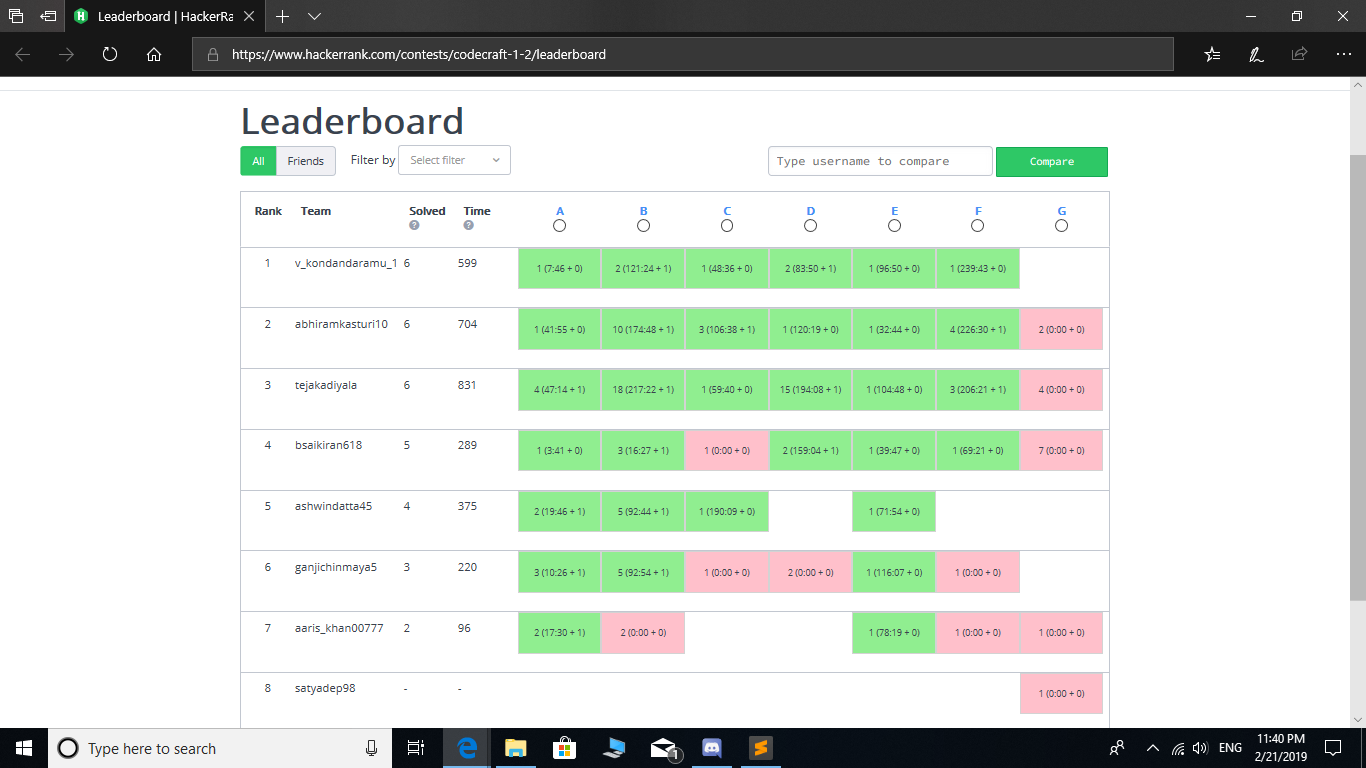 Leaderboard | HackerRa
https://www.hackerrank.com/contests/codecraft-1-2/leaderboard
Leaderboard
All Friends Filter by Select filter Type username to compare Compare
Rank Team Solved Time A B C D E F G
? ?
1 v_kondandaramu_1 6 599 1 (7:46 + 0) 2 (121:24 + 1) 1 (48:36 + 0) 2 (83:50 + 1) 1 (96:50 + 0) 1 (239:43 + 0)
2 abhiramkasturi10 6 704 1 (41:55 + 0) 10 (174:48 + 1) 3 (106:38 + 1) 1 (120:19 + 0) 1 (32:44 + 0) 4 (226:30 + 1) 2 (0:00 + 0)
3 tejakadiyala 6 831 4 (47:14 + 1) 18 (217:22 + 1) 1 (59:40 + 0) 15 (194:08 + 1) 1 (104:48 + 0) 3 (206:21 + 1) 4 (0:00 + 0)
4 bsaikiran618 5 289 1 (3:41 + 0) 3 (16:27 + 1) 1 (0:00 + 0) 2 (159:04 + 1) 1 (39:47 + 0) 1 (69:21 + 0) 7 (0:00 + 0)
5 ashwindatta45 4 375 2 (19:46 + 1) 5 (92:44 + 1) 1 (190:09 + 0) 1 (71:54 + 0)
6 ganjichinmaya5 3 220 3 (10:26 + 1) 5 (92:54 + 1) 1 (0:00 + 0) 2 (0:00 + 0) 1 (116:07 + 0) 1 (0:00 + 0)
7 aaris_khan00777 2 96 2 (17:30 + 1) 2 (0:00 + 0) 1 (78:19 + 0) 1 (0:00 + 0) 1 (0:00 + 0)
8 satyadep98 - - 1 (0:00 + 0)
Type here to search 1 ENG 11:40 PM
2/21/2019